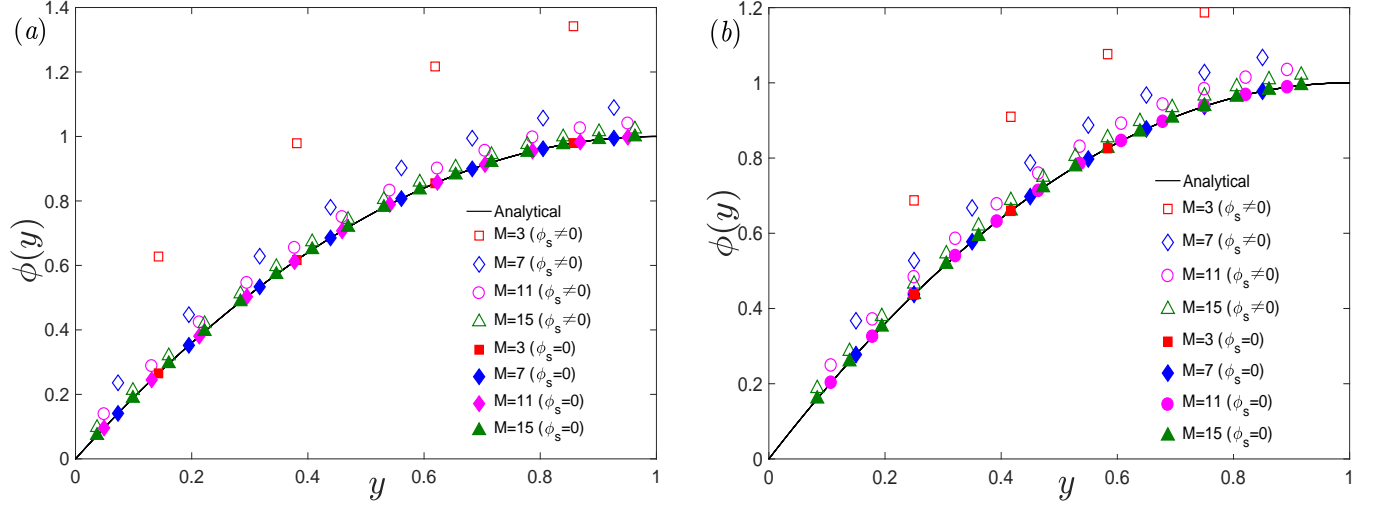 (a)
1.4
1.2
1
0.8
0.6
0.4
0.2
0
ϕ(y)
0
0.2
0.4
0.6
0.8
1
y
Analytical
M=3 (ϕs≠0)
M=7 (ϕs≠0)
M=11 (ϕs≠0)
M=15 (ϕs≠0)
M=3 (ϕs=0)
M=7 (ϕs=0)
M=11 (ϕs=0)
M=15 (ϕs=0)
(b)
1.2
1
0.8
0.6
0.4
0.2
0
ϕ(y)
0
0.2
0.4
0.6
0.8
1
y
Analytical
M=3 (ϕs≠0)
M=7 (ϕs≠0)
M=11 (ϕs≠0)
M=15 (ϕs≠0)
M=3 (ϕs=0)
M=7 (ϕs=0)
M=11 (ϕs=0)
M=15 (ϕs=0)